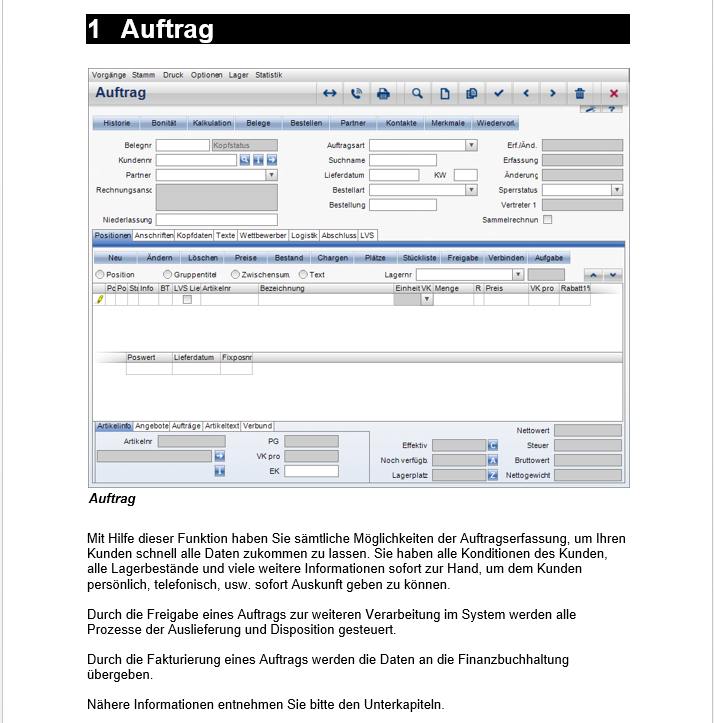 1 Auftrag
Vorgänge Stamm Druck Optionen Lager Statistik
Auftrag
Historie Bonität Kalkulation Belege Bestellen Partner Kontakte Merkmale Wiedervorl.
Belegnr Kopfstatus Auftragsart Erf./Änd.
Kundennr Suchname Erfassung
Partner Lieferdatum KW Änderung
Rechnungsansc Bestellart Sperrstatus
Bestellung Vertreter 1
Niederlassung Sammelrechnun
Positionen Anschriften Kopfdaten Texte Wettbewerber Logistik Abschluss LVS
Neu Ändern Löschen Preise Bestand Chargen Plätze Stückliste Freigabe Verbinden Aufgabe
Position Gruppentitel Zwischensum. Text Lagernr
Pc Po Sta Info BT LVS Lie Artikelnr Bezeichnung Einheit VK Menge R Preis VK pro Rabatt1%
Poswert Lieferdatum Fixposnr
Artikelinfo Angebote Aufträge Artikeltext Verbund
Nettowert
Artikelnr PG Effektiv C Steuer
VK pro Noch verfügb. A Bruttowert
EK Lagerplatz Z Nettogewicht
Auftrag
Mit Hilfe dieser Funktion haben Sie sämtliche Möglichkeiten der Auftragserfassung, um Ihren
Kunden schnell alle Daten zukommen zu lassen. Sie haben alle Konditionen des Kunden,
alle Lagerbestände und viele weitere Informationen sofort zur Hand, um dem Kunden
persönlich, telefonisch, usw. sofort Auskunft geben zu können.
Durch die Freigabe eines Auftrags zur weiteren Verarbeitung im System werden alle
Prozesse der Auslieferung und Disposition gesteuert.
Durch die Fakturierung eines Auftrags werden die Daten an die Finanzbuchhaltung
übergeben.
Nähere Informationen entnehmen Sie bitte den Unterkapiteln.